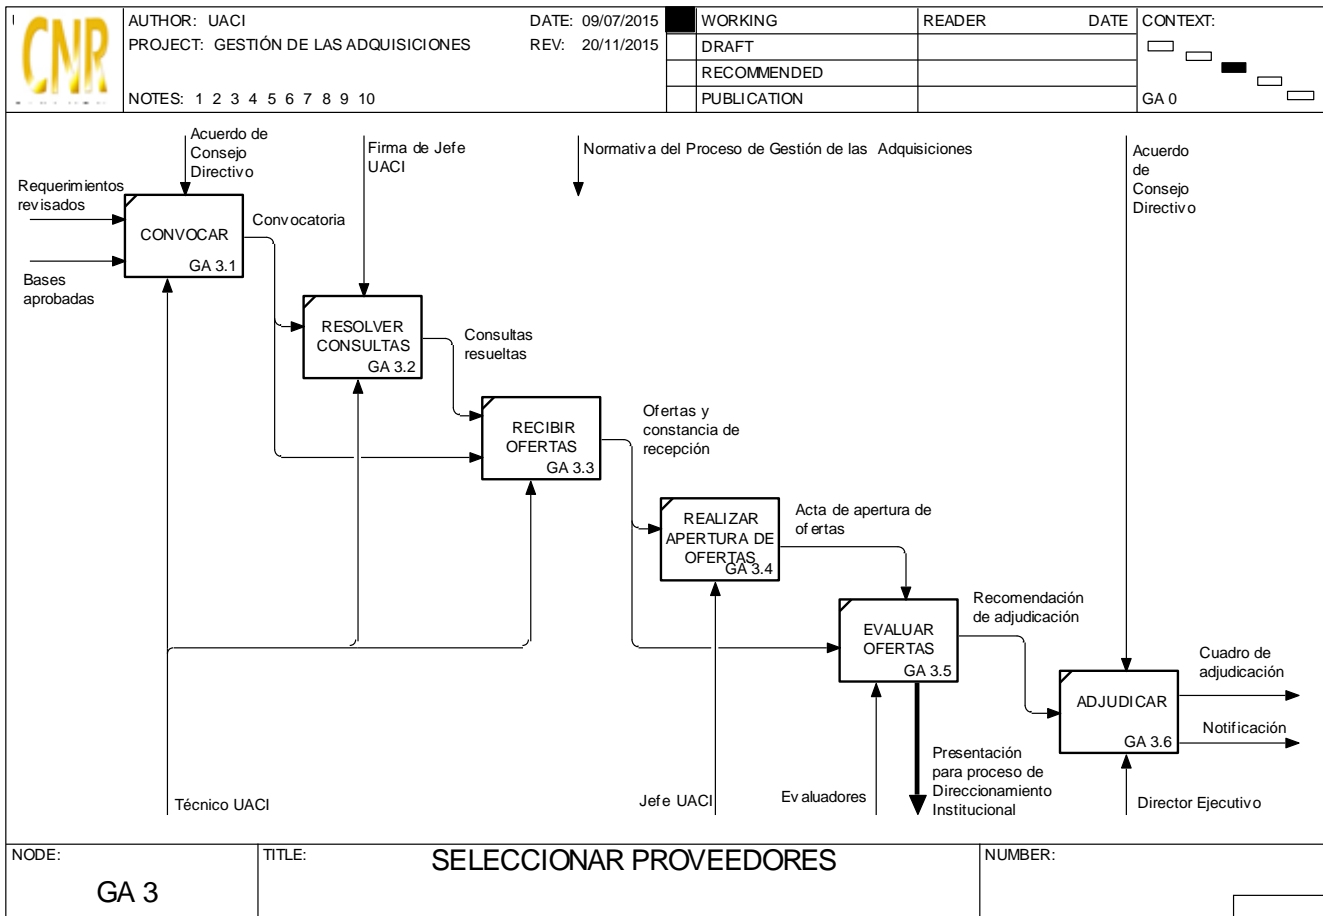 CNR
AUTHOR: UACI
DATE: 09/07/2015
PROJECT: GESTIÓN DE LAS ADQUISICIONES
REV: 20/11/2015
NOTES: 1 2 3 4 5 6 7 8 9 10
WORKING
DRAFT
RECOMMENDED
PUBLICATION
READER
DATE
CONTEXT:
GA 0
Acuerdo de
Consejo
Directivo
Firma de Jefe
UACI
Normativa del Proceso de Gestión de las Adquisiciones
Acuerdo
de
Consejo
Directivo
Requerimientos
revisados
Bases
aprobadas
CONVOCAR
GA 3.1
Convocatoria
RESOLVER
CONSULTAS
GA 3.2
Consultas
resueltas
RECIBIR
OFERTAS
GA 3.3
Ofertas y
constancia de
recepción
REALIZAR
APERTURA DE
OFERTAS
GA 3.4
Acta de apertura de
ofertas
EVALUAR
OFERTAS
GA 3.5
Recomendación
de adjudicación
ADJUDICAR
GA 3.6
Cuadro de
adjudicación
Notificación
Técnico UACI
Jefe UACI
Evaluadores
Presentación
para proceso de
Direccionamiento
Institucional
Director Ejecutivo
NODE:
GA 3
TITLE:
SELECCIONAR PROVEEDORES
NUMBER: